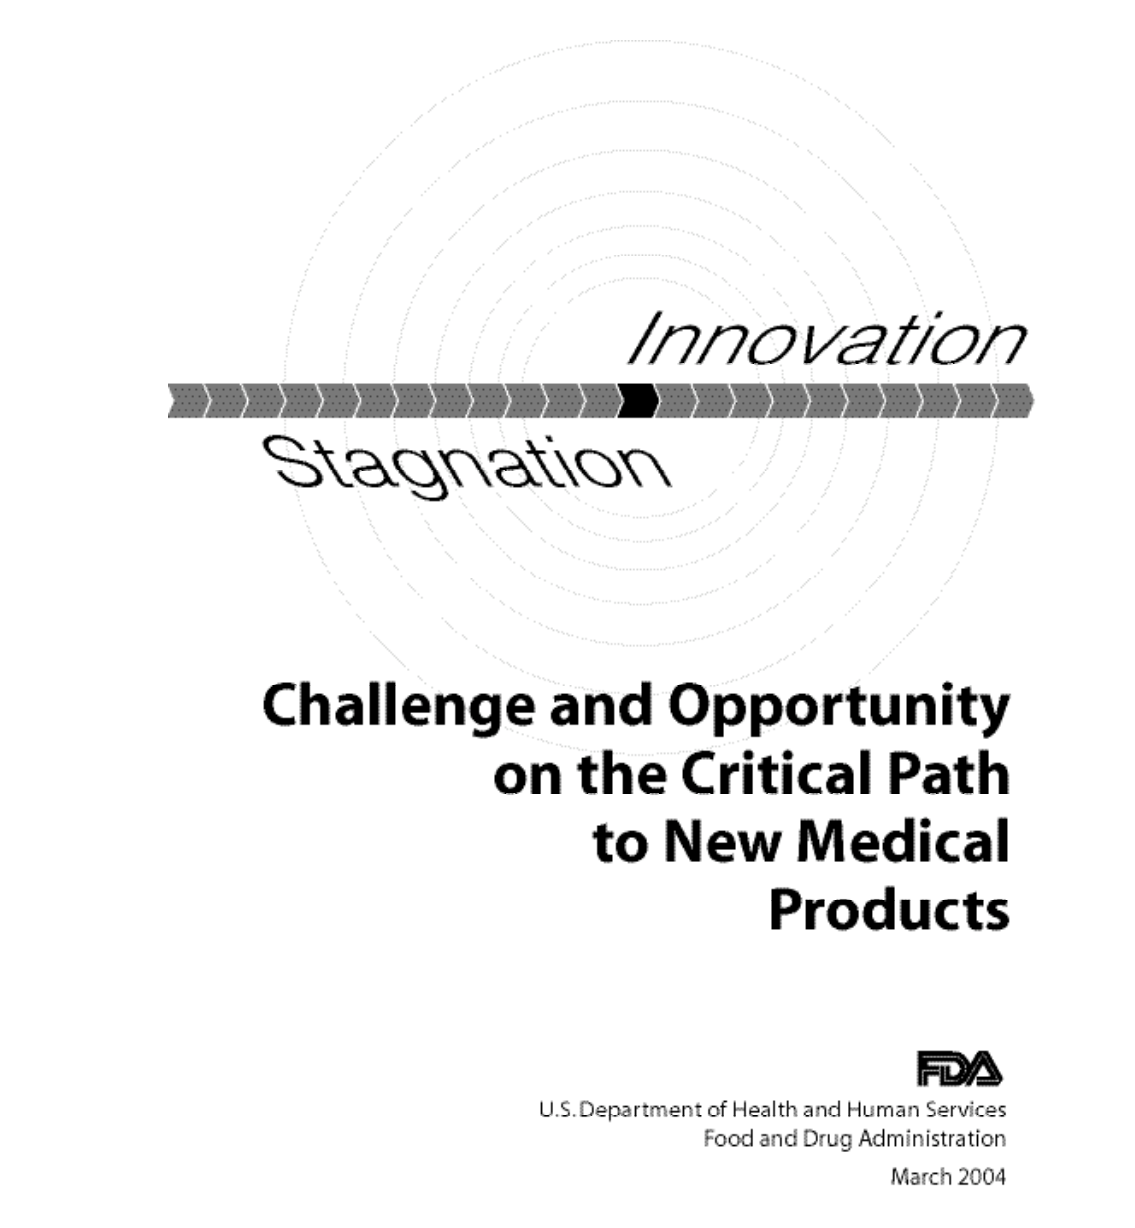 Innovation
Stagnation
Challenge and Opportunity
on the Critical Path
to New Medical
Products
FDA
U.S. Department of Health and Human Services
Food and Drug Administration
March 2004